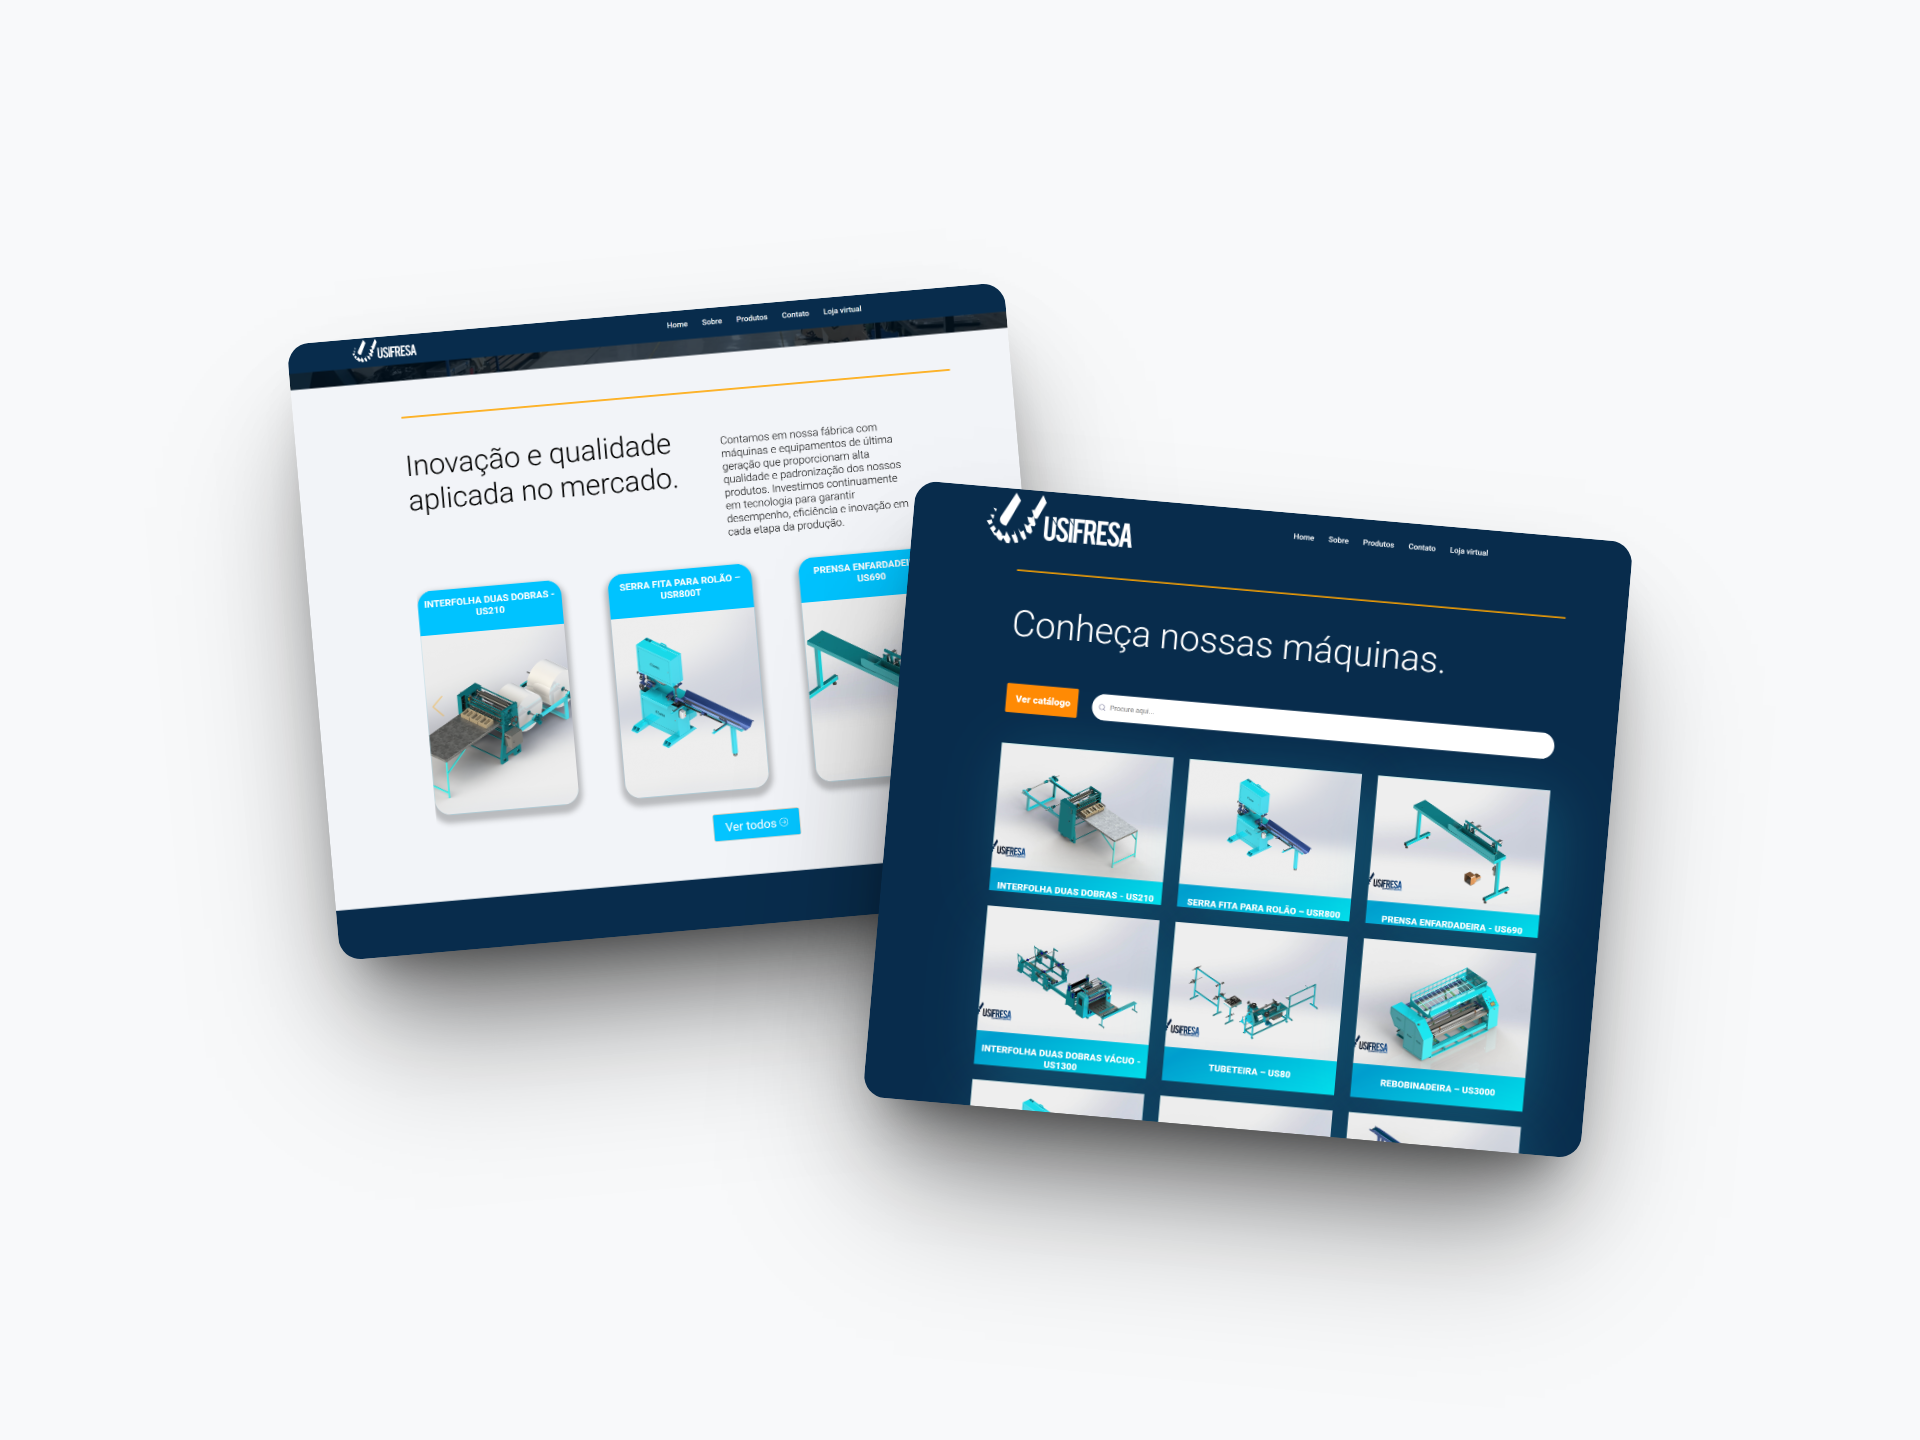 USIFRESA
Home
Sobre
Produtos
Contato
Loja virtual
Inovação e qualidade
aplicada no mercado.
Contamos em nossa fábrica com
máquinas e equipamentos de última
geração que proporcionam alta
qualidade e padronização dos nossos
produtos. Investimos continuamente
em tecnologia para garantir
desempenho, eficiência e inovação em
cada etapa da produção.
INTERFOLHA DUAS DOBRAS -
US210
SERRA FITA PARA ROLÃO –
USR800T
PRENSA ENFARDADEI
US690
Ver todos
USIFRESA
Home
Sobre
Produtos
Contato
Loja virtual
Conheça nossas máquinas.
Ver catálogo
Procure aqui...
USIFRESA
INTERFOLHA DUAS DOBRAS - US210
SERRA FITA PARA ROLÃO – USR800
USIFRESA
PRENSA ENFARDADEIRA - US690
USIFRESA
INTERFOLHA DUAS DOBRAS VÁCUO -
US1300
USIFRESA
TUBETEIRA – US80
USIFRESA
REBOBINADEIRA – US3000